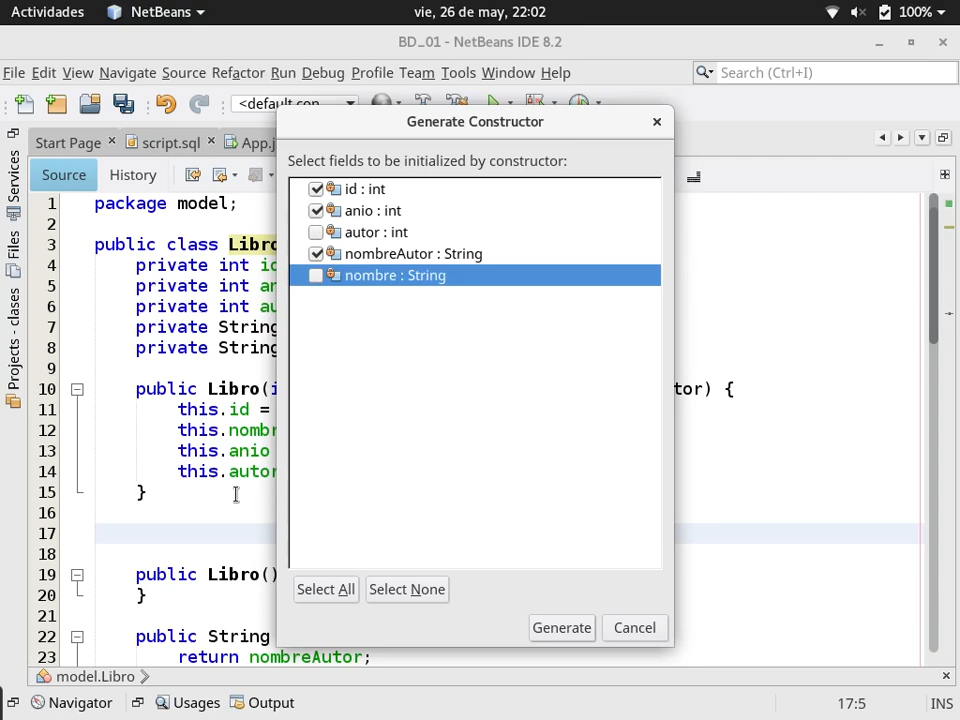 Actividades NetBeans vie, 26 de may, 22:02 100%
BD_01 - NetBeans IDE 8.2
File Edit View Navigate Source Refactor Run Debug Profile Team Tools Window Help Search (Ctrl+I)
<default con...
Start Page script.sql App.j
Source History
Services
Files
Projects - clases
Generate Constructor
Select fields to be initialized by constructor:
id : int
anio : int
autor : int
nombreAutor : String
nombre : String
Select All Select None
Generate Cancel
1 package model;
2
3 public class Libro
4 private int id
5 private int an
6 private int au
7 private String
8 private String
9
10 public Libro(i tor) {
11 this.id =
12 this.nombr
13 this.anio
14 this.autor
15 }
16
17
18
19 public Libro()
20 }
21
22 public String
23 return nombreAutor;
model.Libro
Navigator Usages Output 17:5 INS